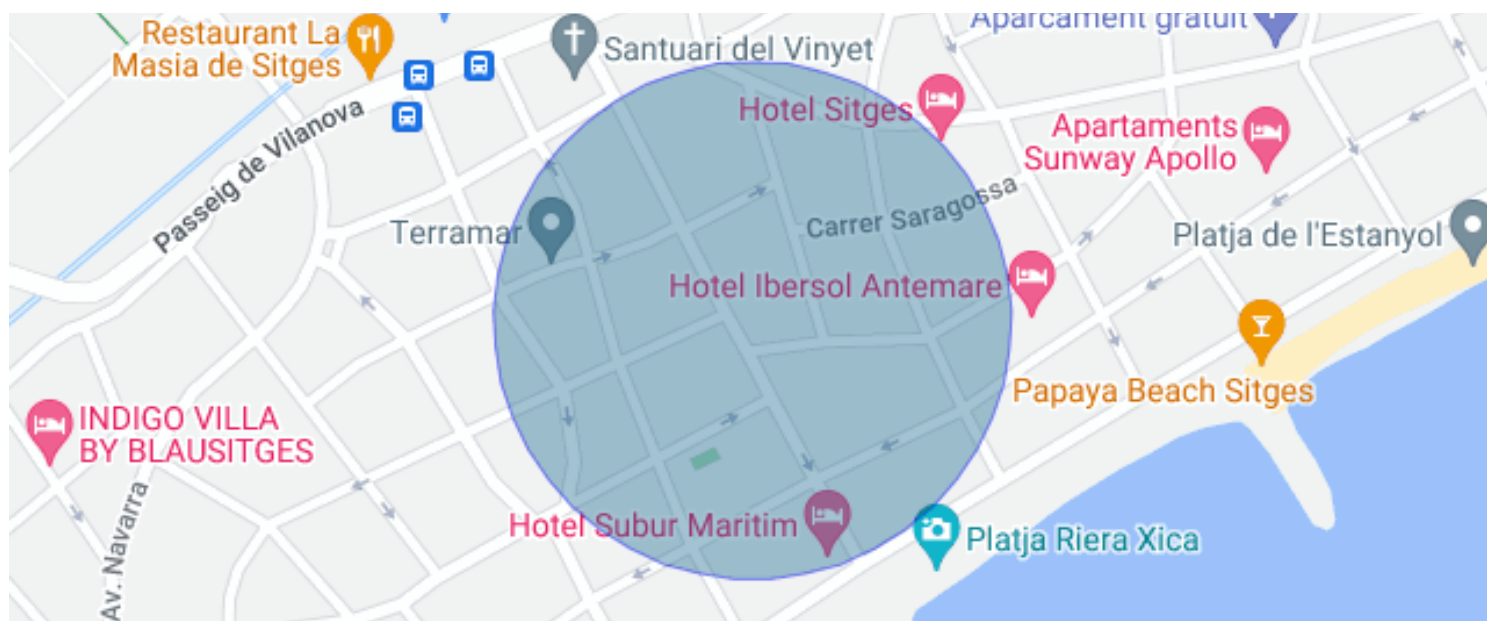 Restaurant La
Masia de Sitges
Santuari del Vinyet
Aparcament gratuït
Hotel Sitges
Apartaments
Sunway Apollo
Passeig de Vilanova
Terramar
Carrer Saragossa
Platja de l'Estanyol
Hotel Ibersol Antemare
Papaya Beach Sitges
INDIGO VILLA
BY BLAUSITGES
Av. Navarra
Hotel Subur Maritim
Platja Riera Xica